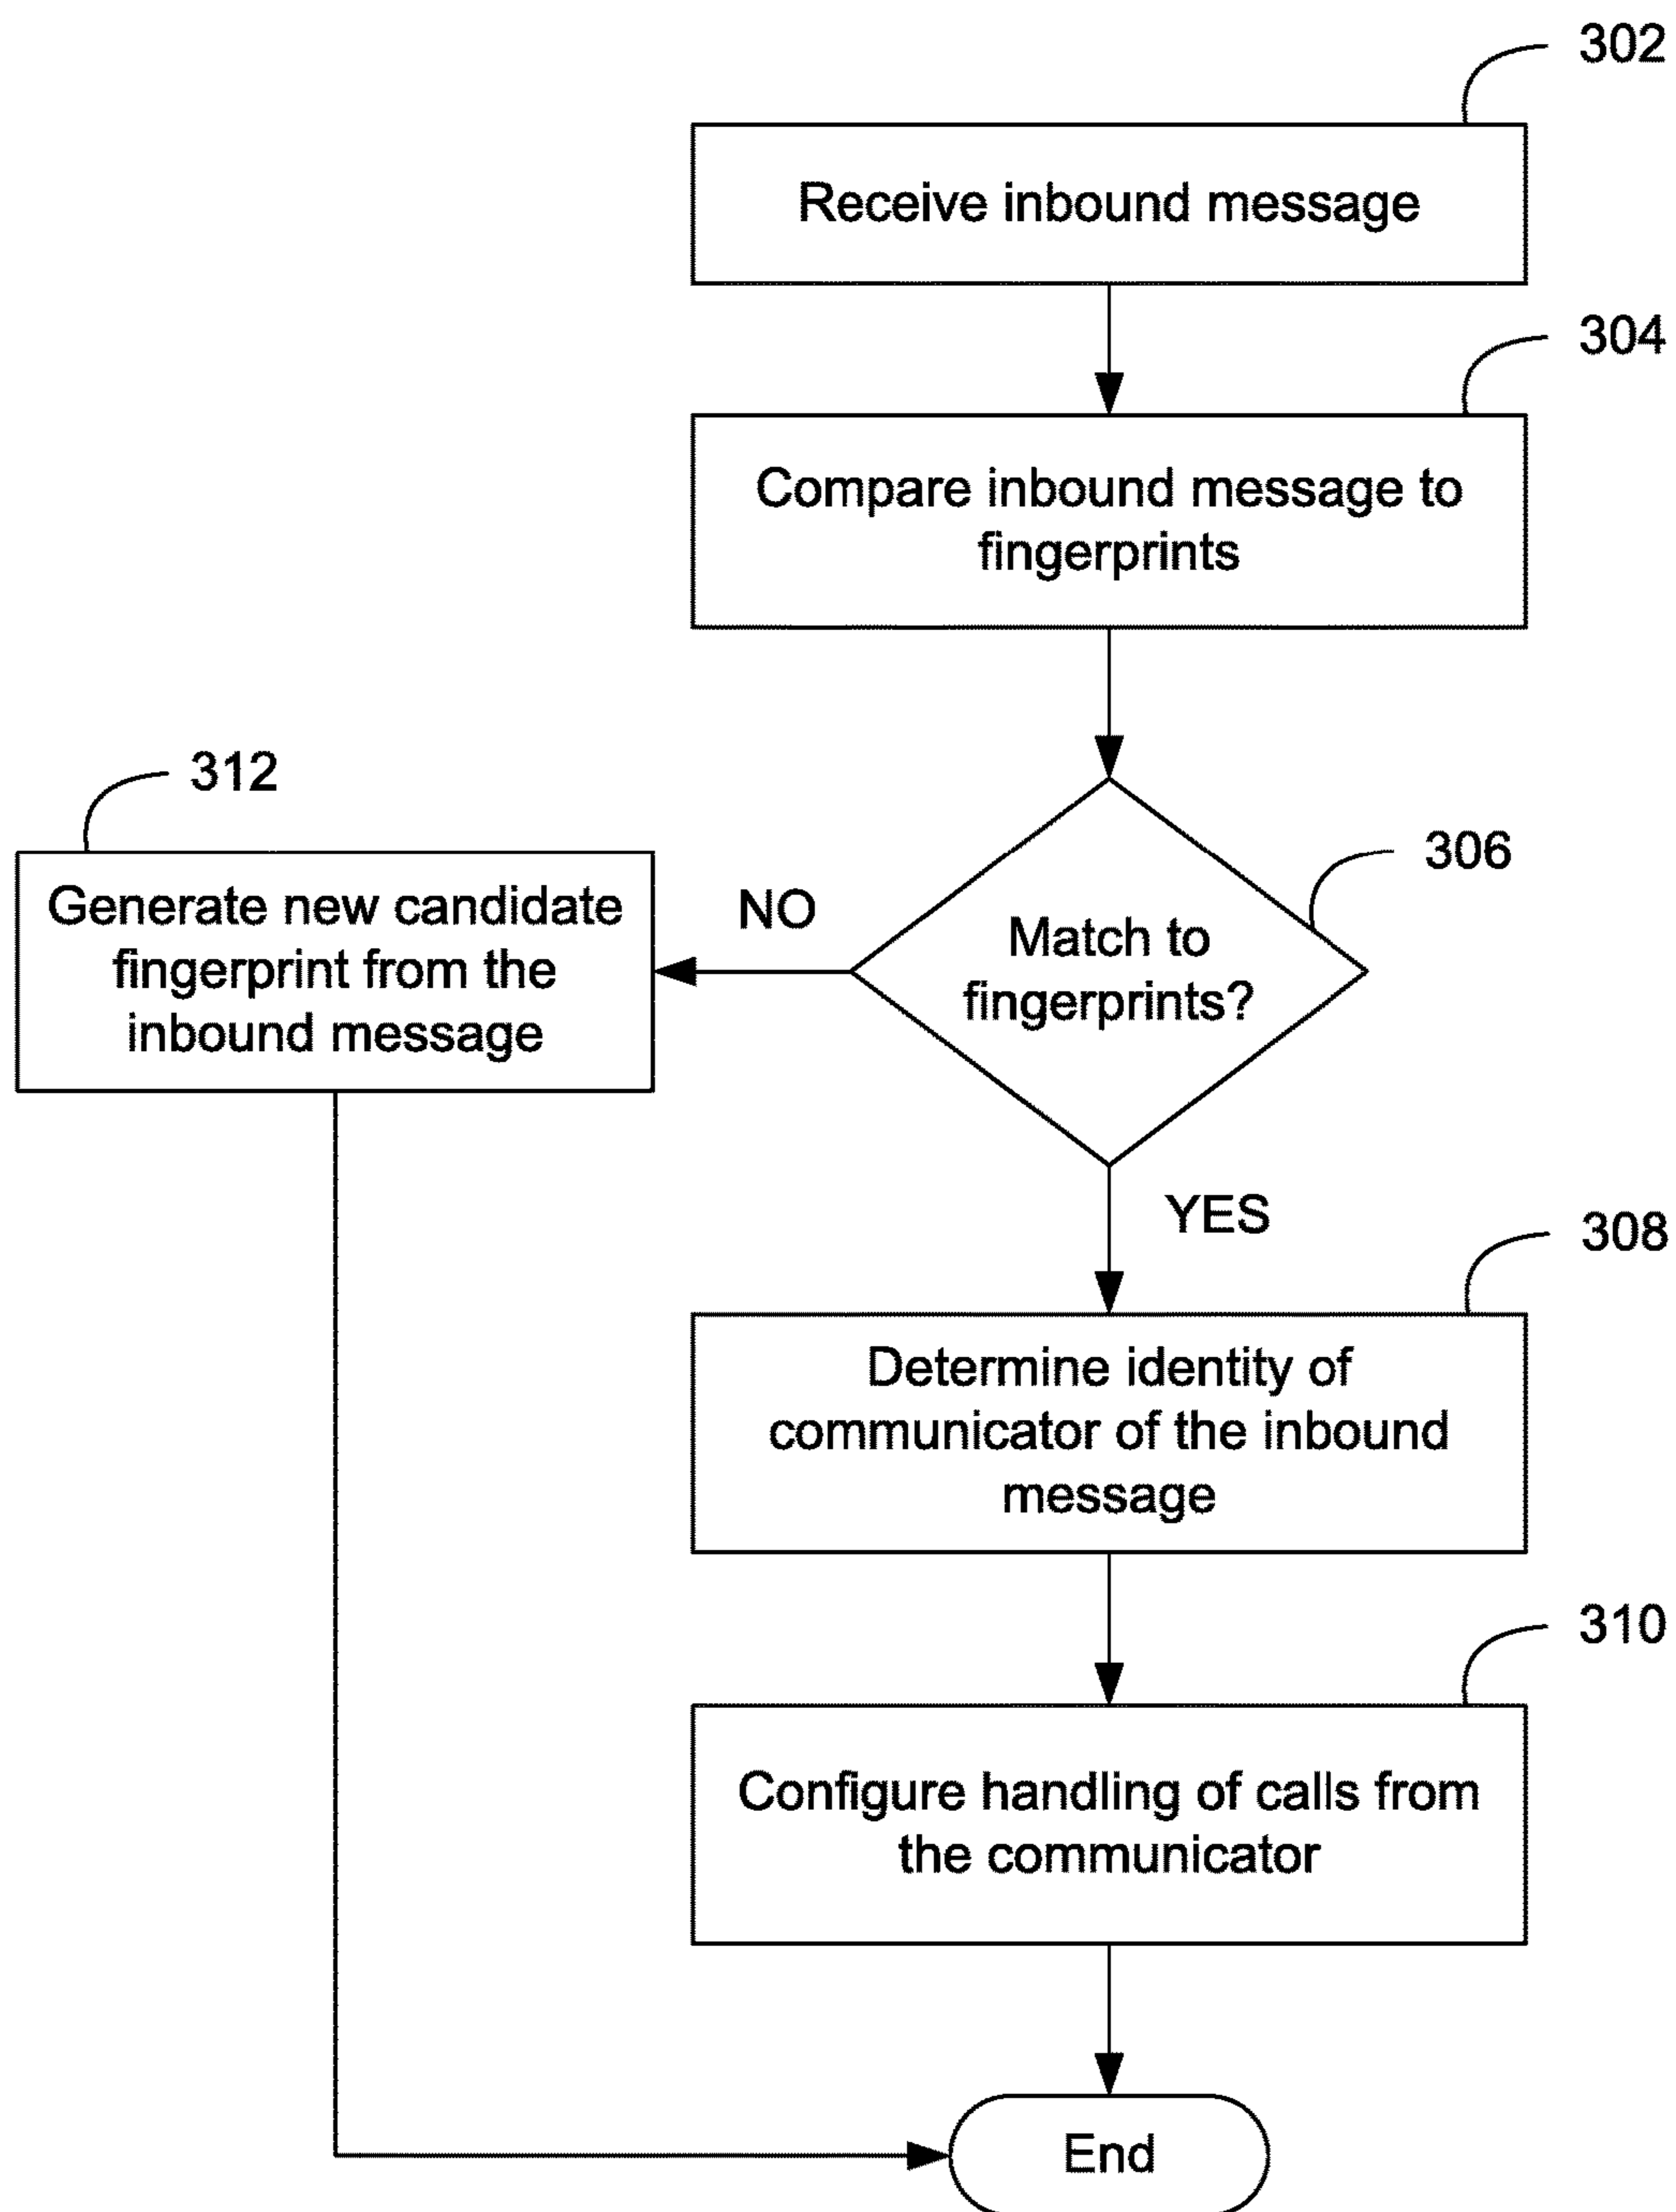 302
Receive inbound message
304
Compare inbound message to
fingerprints
312
306
Generate new candidate
fingerprint from the
inbound message
NO
Match to
fingerprints?
YES
308
Determine identity of
communicator of the inbound
message
310
Configure handling of calls from
the communicator
End